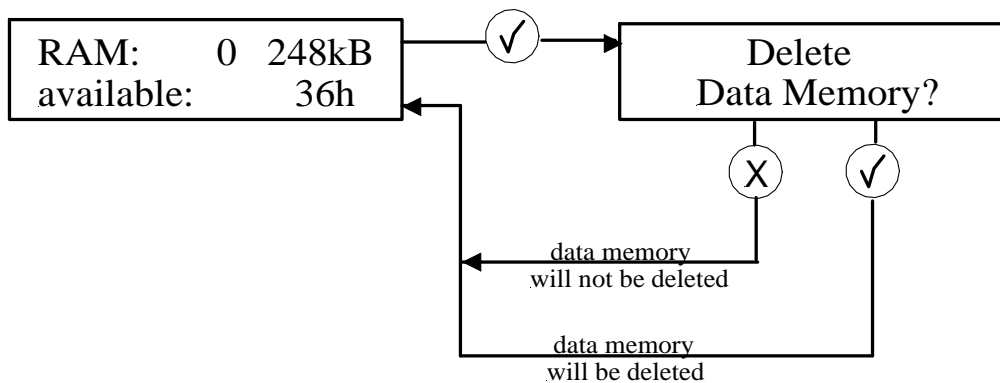 RAM: 0 248kB
available: 36h
√
Delete
Data Memory?
X
√
data memory
will not be deleted
data memory
will be deleted